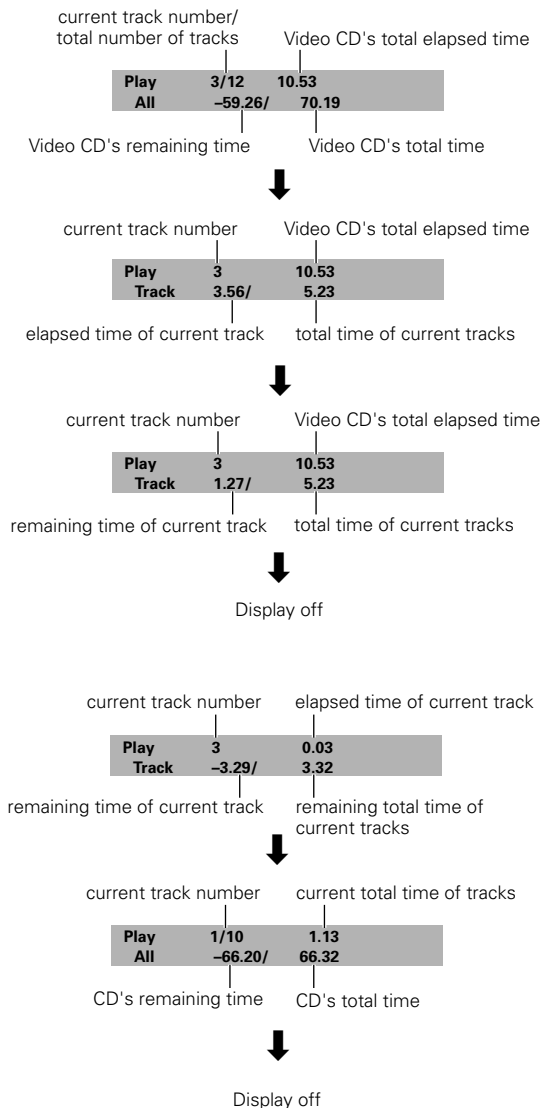 current track number/
total number of tracks
Video CD's total elapsed time
Play 3/12 10.53
All –59.26/ 70.19
Video CD's remaining time Video CD's total time
current track number Video CD's total elapsed time
Play 3 10.53
Track 3.56/ 5.23
elapsed time of current track total time of current tracks
current track number Video CD's total elapsed time
Play 3 10.53
Track 1.27/ 5.23
remaining time of current track total time of current tracks
Display off
current track number elapsed time of current track
Play 3 0.03
Track –3.29/ 3.32
remaining time of current track
remaining total time of
current tracks
current track number current total time of tracks
Play 1/10 1.13
All –66.20/ 66.32
CD's remaining time CD's total time
Display off